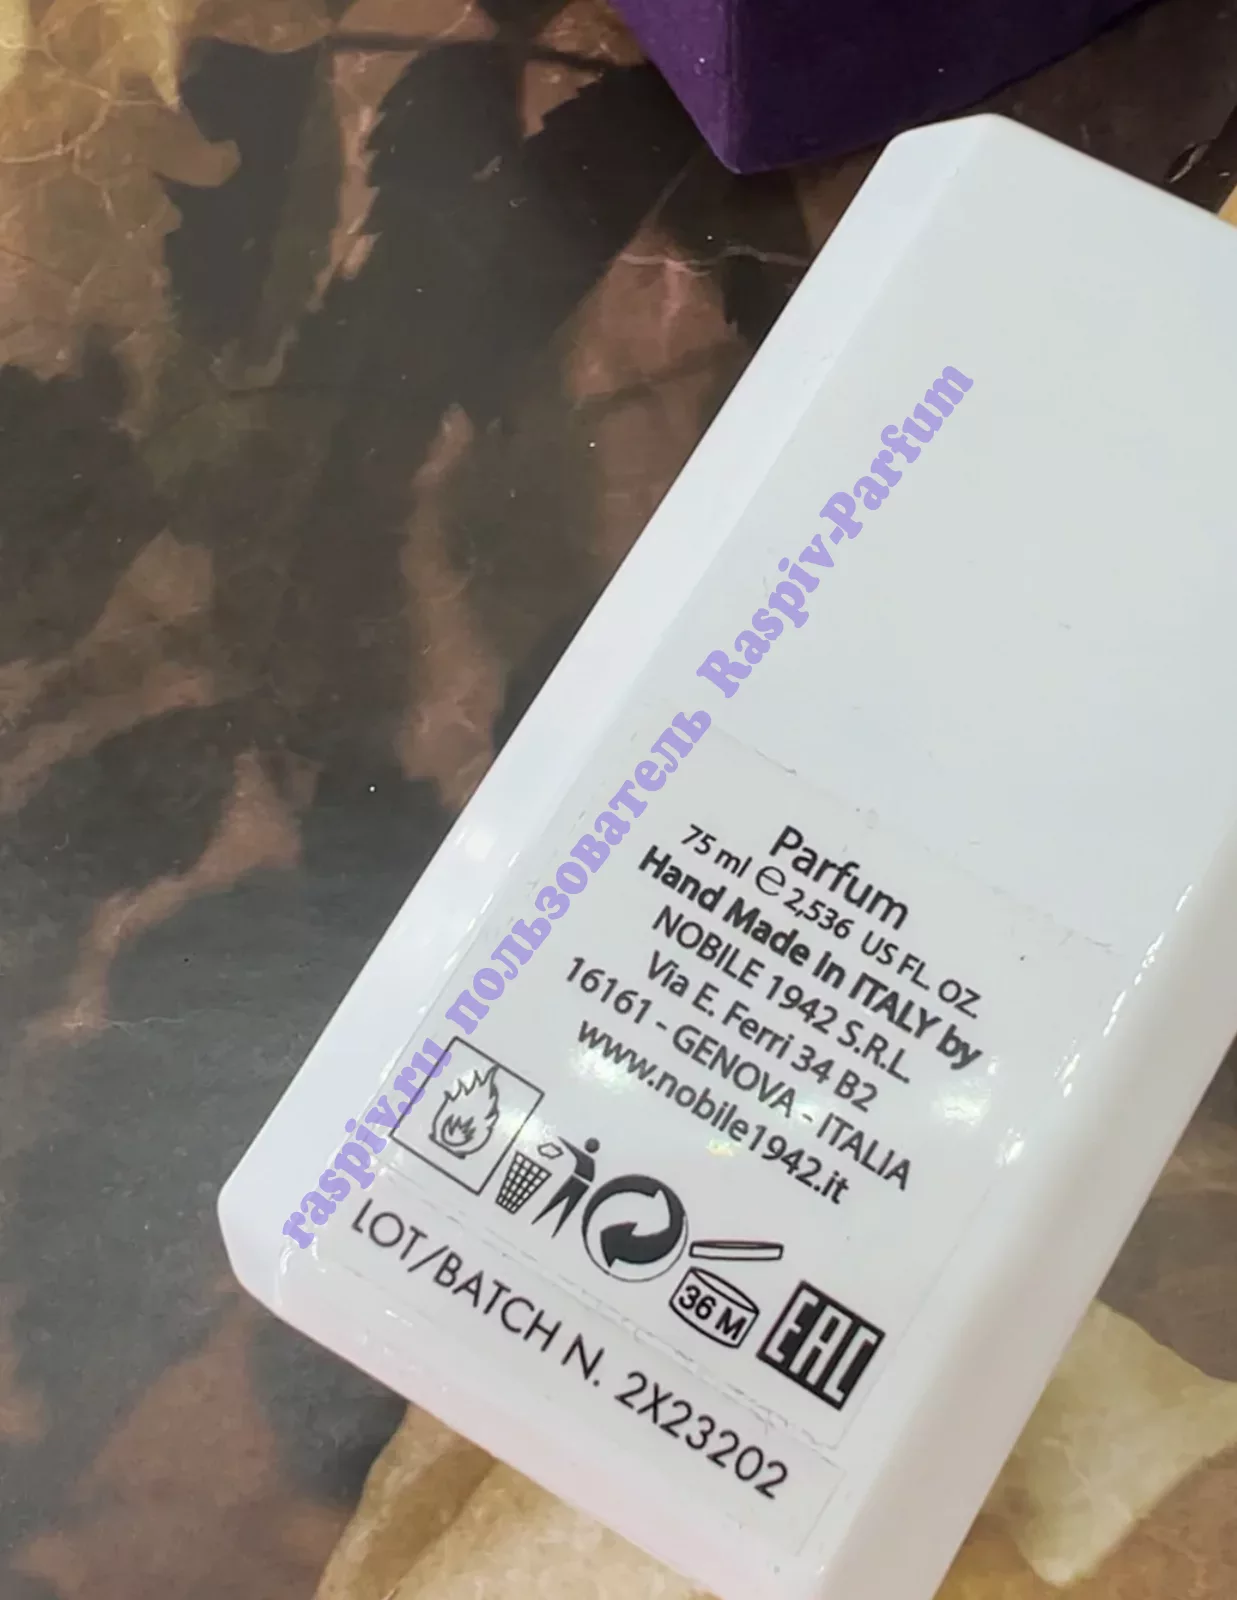 raspiv.ru пользователь Raspiv-Parfum
Parfum
75 ml ℮ 2,536 US FL. OZ.
Hand Made In ITALY by
NOBILE 1942 S.R.L.
Via E. Ferri 34 B2
16161 - GENOVA - ITALIA
www.nobile1942.it
36 M
EAC
LOT/BATCH N. 2X23202